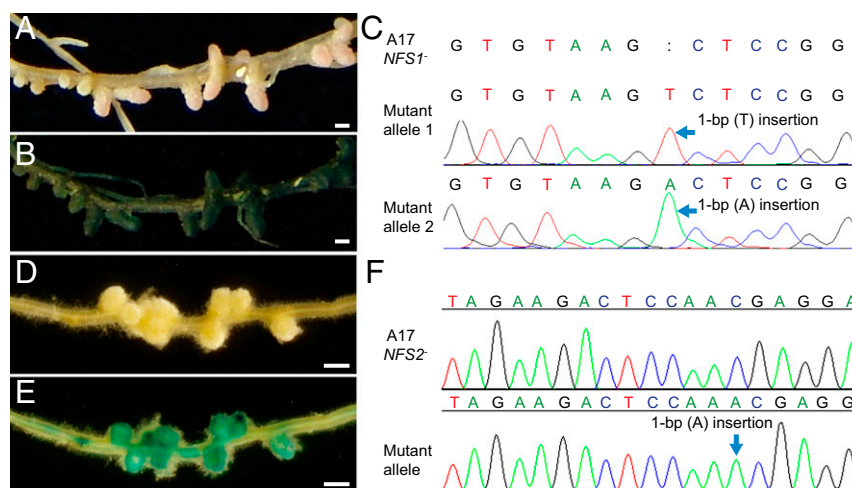 A
B
D
E
C
A17
NFS1-
G T G T A A G : C T C C G G
Mutant
allele 1
G T G T A A G T C T C C G G
1-bp (T) insertion
Mutant
allele 2
G T G T A A G A C T C C G G
1-bp (A) insertion
F
T A G A A G A C T C C A A C G A G G A
A17
NFS2-
T A G A A G A C T C C A A A C G A G G
1-bp (A) insertion
Mutant
allele